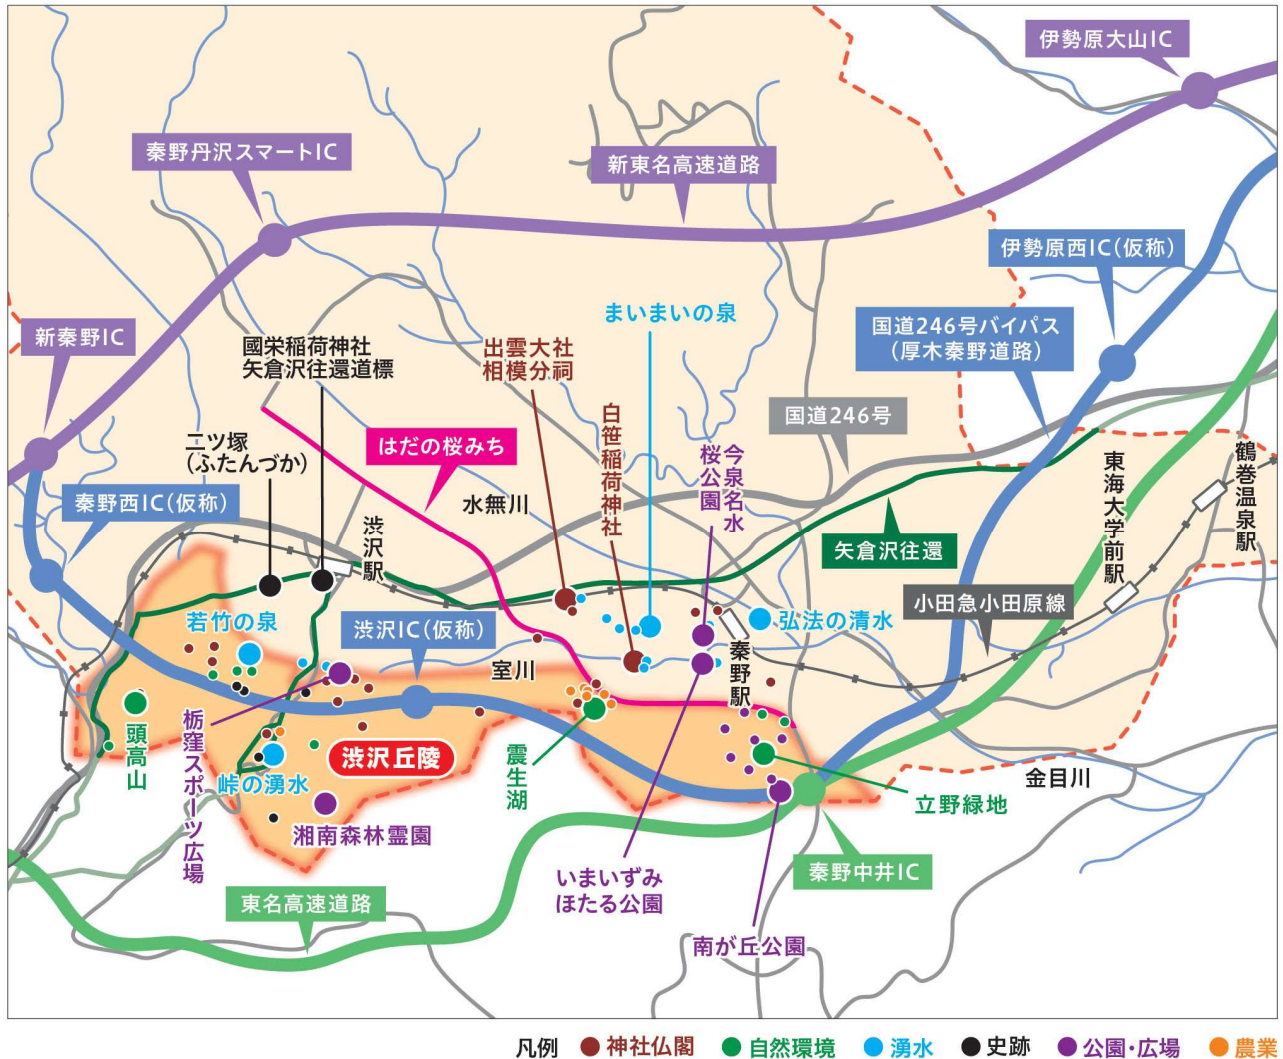 伊勢原大山IC
秦野丹沢スマートIC
新東名高速道路
伊勢原西IC(仮称)
まいまいの泉
新秦野IC
國栄稲荷神社
矢倉沢往還道標
出雲大社
相模分祠
国道246号バイパス
(厚木秦野道路)
国道246号
白笹稲荷神社
二ツ塚
(ふたんづか)
はだの桜みち
今泉名水
桜公園
東海大学前駅
鶴巻温泉駅
秦野西IC(仮称)
水無川
渋沢駅
矢倉沢往還
小田急小田原線
若竹の泉
渋沢IC(仮称)
弘法の清水
秦野駅
室川
頭高山
栃窪スポーツ広場
渋沢丘陵
震生湖
峠の湧水
金目川
立野緑地
湘南森林霊園
秦野中井IC
いまいずみ
ほたる公園
東名高速道路
南が丘公園
凡例 神社仏閣 自然環境 湧水 史跡 公園・広場 農業